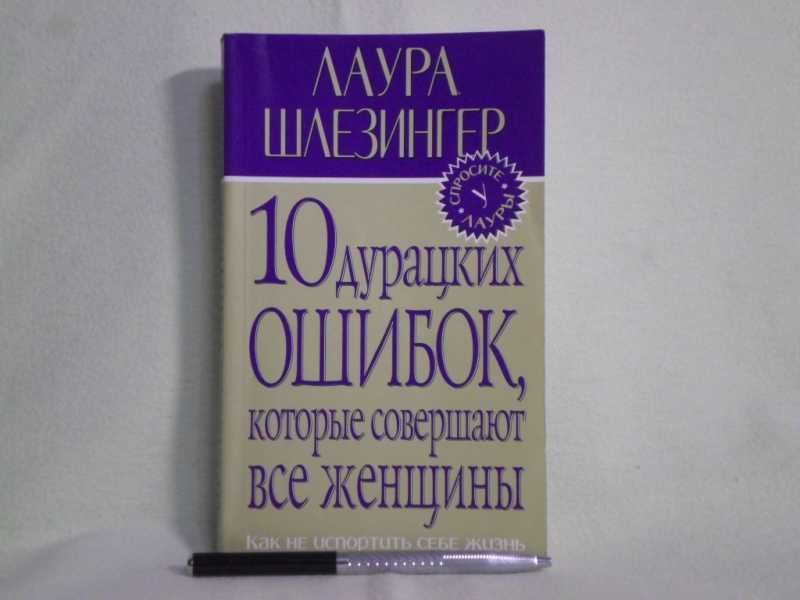 ЛАУРА
ШЛЕЗИНГЕР
СПРОСИТЕ
У
ЛАУРЫ
10 дурацких
ОШИБОК,
которые совершают
все женщины
Как не испортить себе жизнь